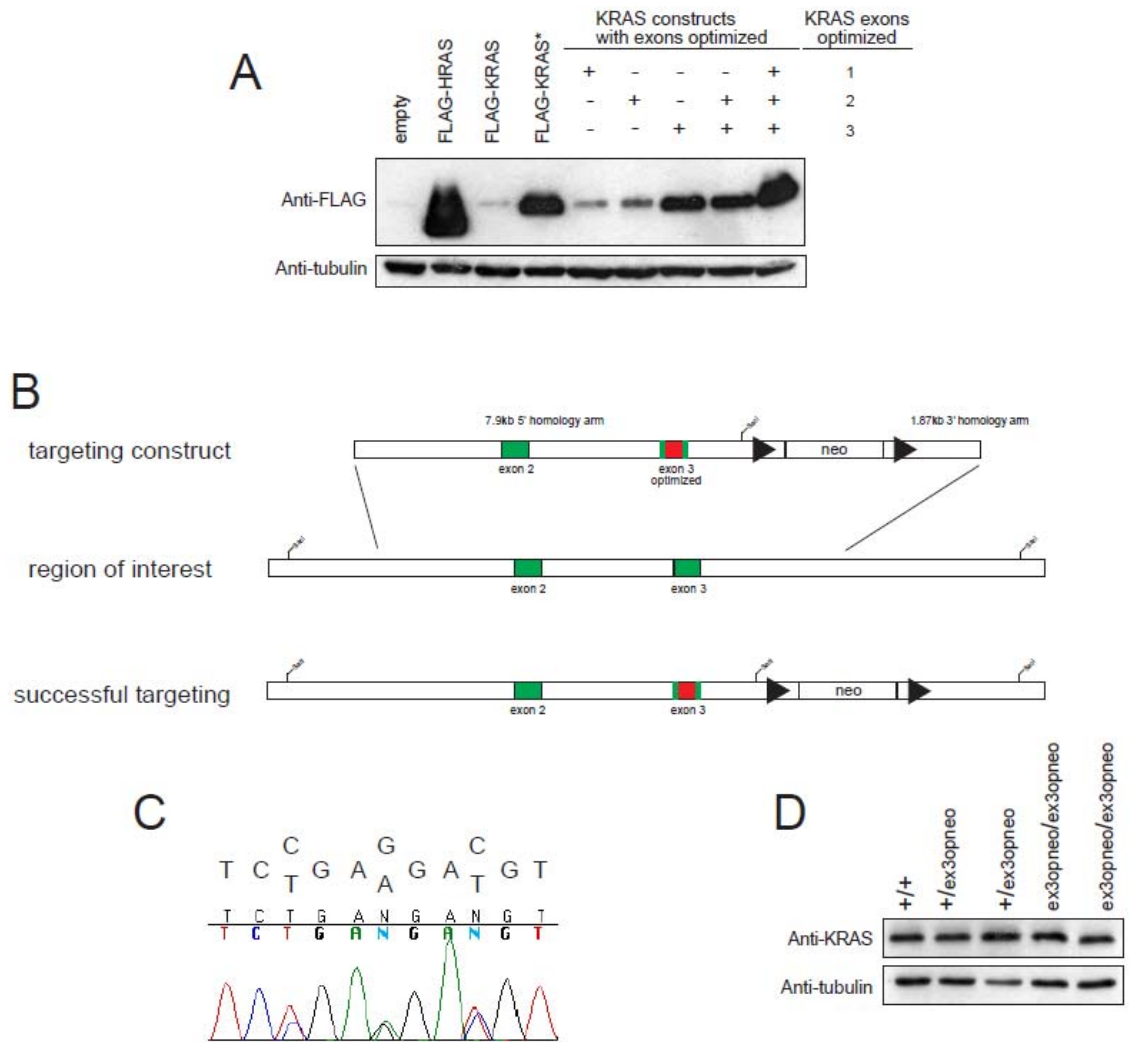 A
KRAS constructs
with exons optimized
KRAS exons
optimized
empty
FLAG-HRAS
FLAG-KRAS
FLAG-KRAS*
+ - - - + 1
- + - + + 2
- - + + + 3
Anti-FLAG
Anti-tubulin
B
7.9kb 5' homology arm
1.87kb 3' homology arm
targeting construct
exon 2
exon 3
optimized
neo
region of interest
exon 2
exon 3
successful targeting
exon 2
exon 3
neo
C
C G C
T C G A G A G T
T A T
T C T G A N G A N G T
T C T G A N G A N G T
D
+/+
+/ex3opneo
+/ex3opneo
ex3opneo/ex3opneo
ex3opneo/ex3opneo
Anti-KRAS
Anti-tubulin